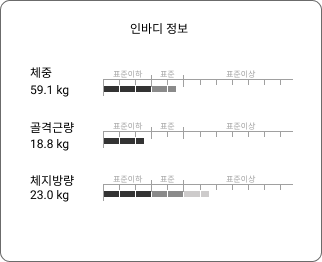 인바디 정보
체중
59.1 kg
표준이하 표준 표준이상
골격근량
18.8 kg
표준이하 표준 표준이상
체지방량
23.0 kg
표준이하 표준 표준이상